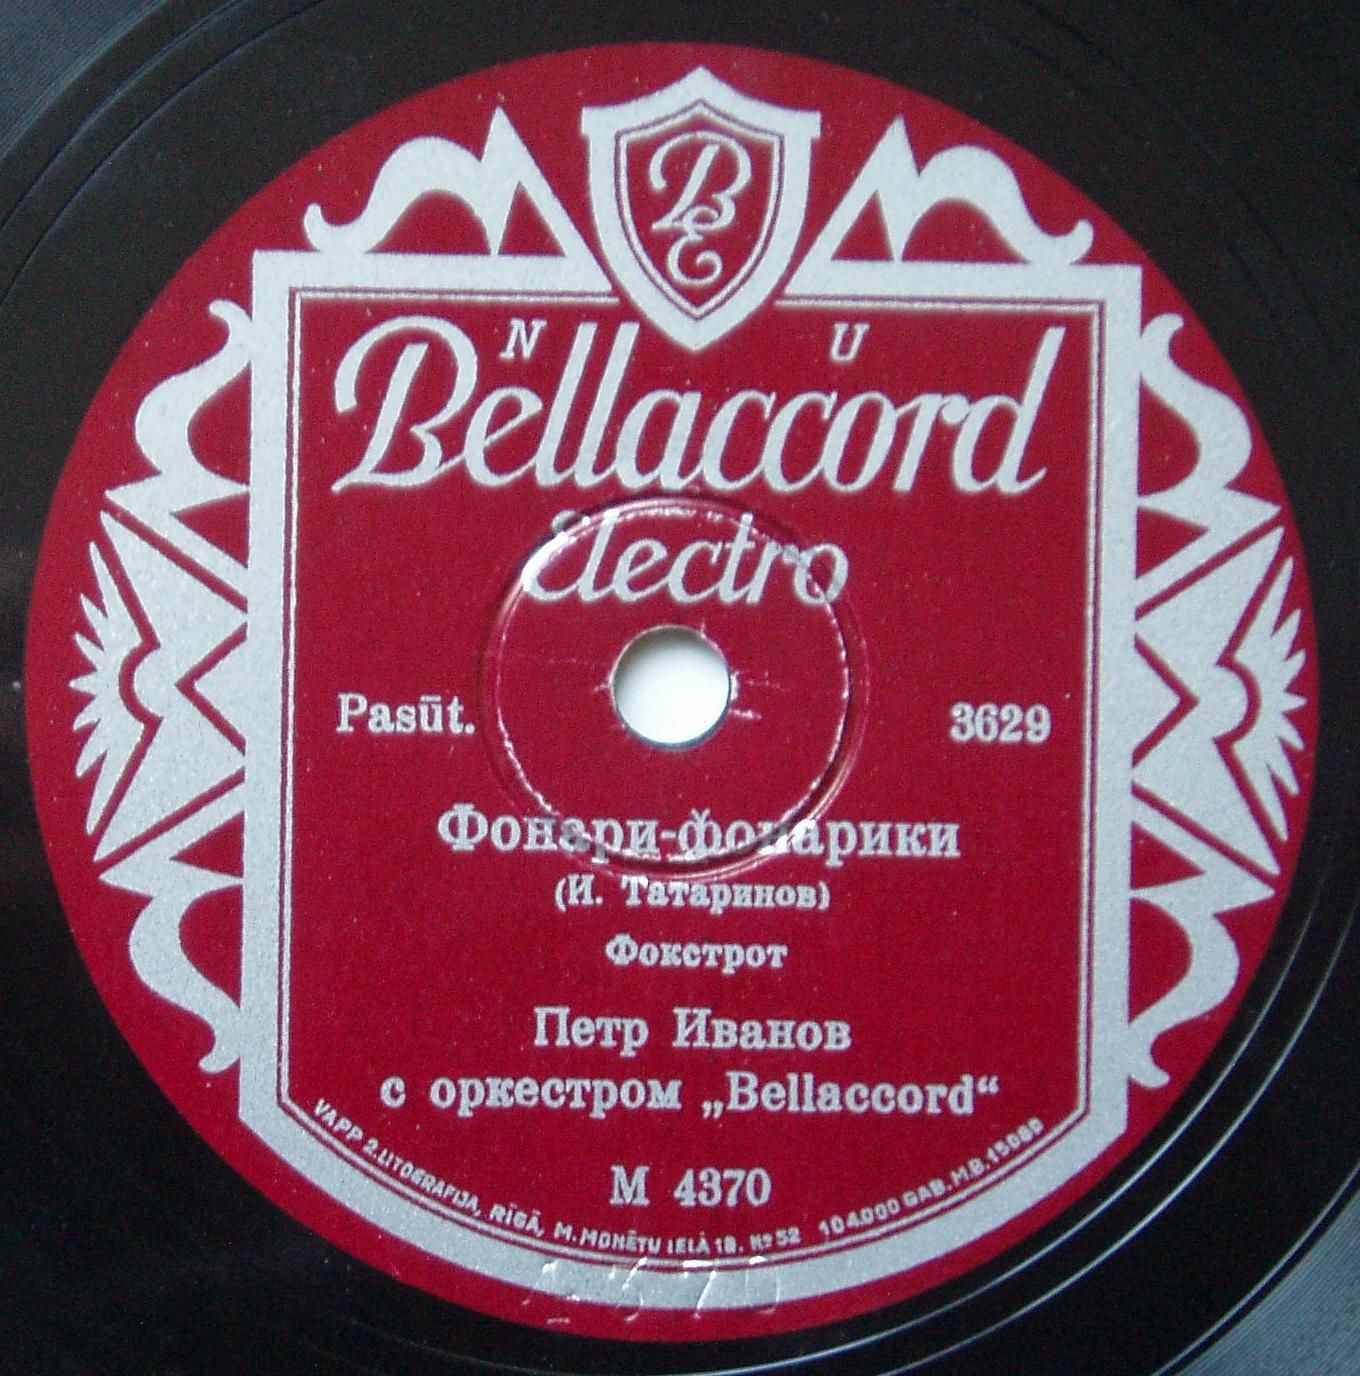 BE
N U
Bellaccord
Electro
Pasūt. 3629
Фонари-фонарики
(И. Татаринов)
Фокстрот
Петр Иванов
с оркестром „Bellaccord“
М 4370
VAPP 2. LITOGRAFIJA, RĪGĀ, M. MONĒTU IELĀ 18. № 52 104.000 GAB. M.B. 15060